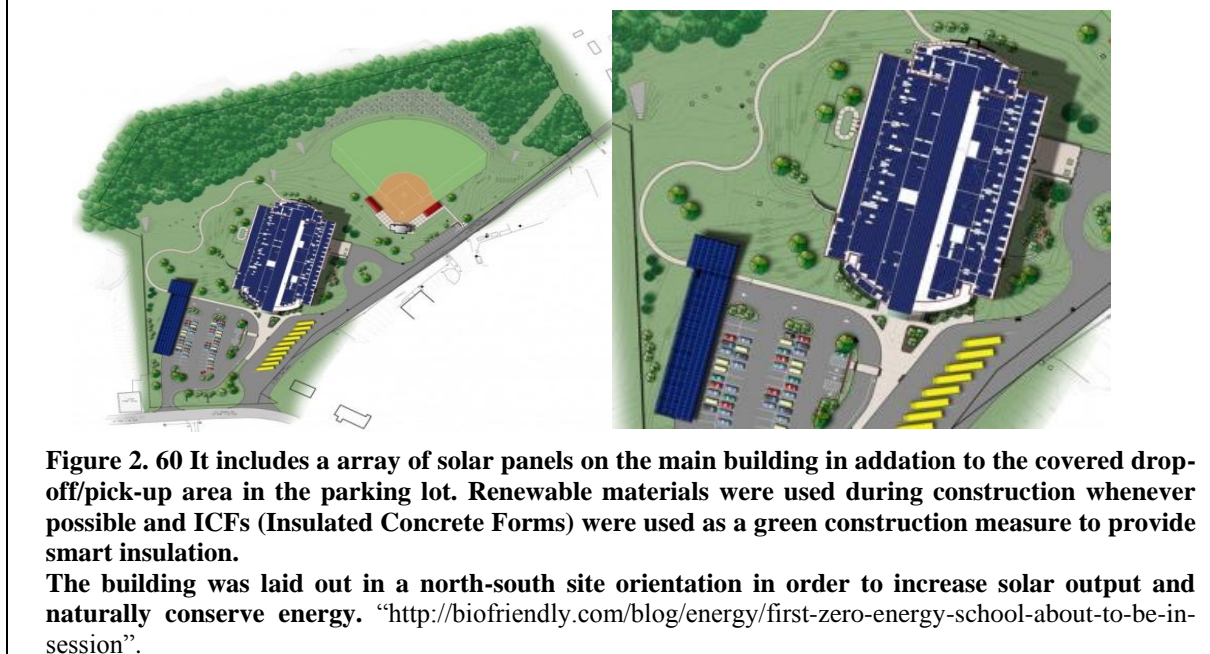 Figure 2. 60 It includes a array of solar panels on the main building in addation to the covered drop-
off/pick-up area in the parking lot. Renewable materials were used during construction whenever
possible and ICFs (Insulated Concrete Forms) were used as a green construction measure to provide
smart insulation.
The building was laid out in a north-south site orientation in order to increase solar output and
naturally conserve energy. “http://biofriendly.com/blog/energy/first-zero-energy-school-about-to-be-in-
session”.